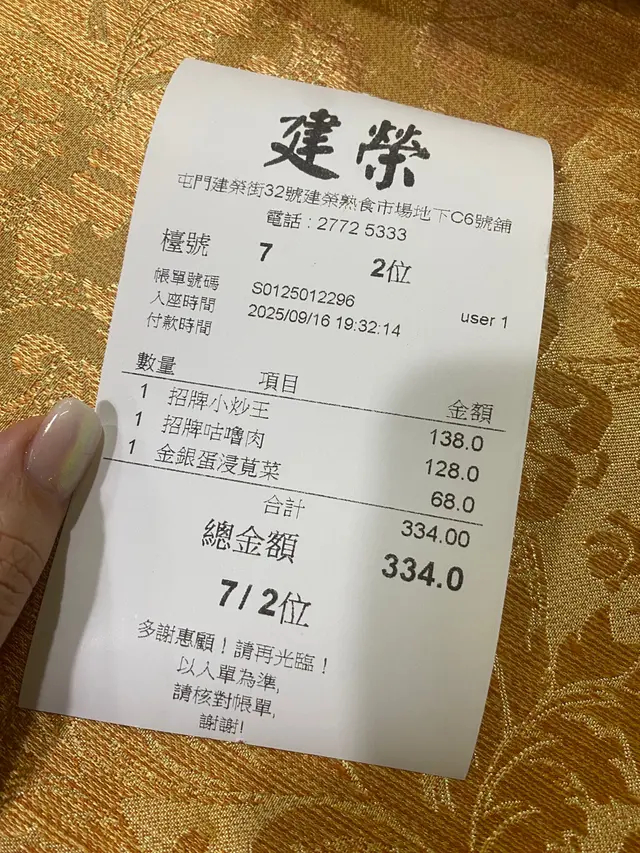 建榮
屯門建榮街32號建榮熟食市場地下C6號舖
電話 : 2772 5333
檯號 7 2位
帳單號碼 S0125012296 user 1
入座時間 2025/09/16 19:32:14
付款時間
數量 項目 金額
1 招牌小炒王 138.0
1 招牌咕嚕肉 128.0
1 金銀蛋浸莧菜 68.0
合計 334.00
總金額 334.0
7/ 2位
多謝惠顧！請再光臨！
以入單為準,
請核對帳單,
謝謝!